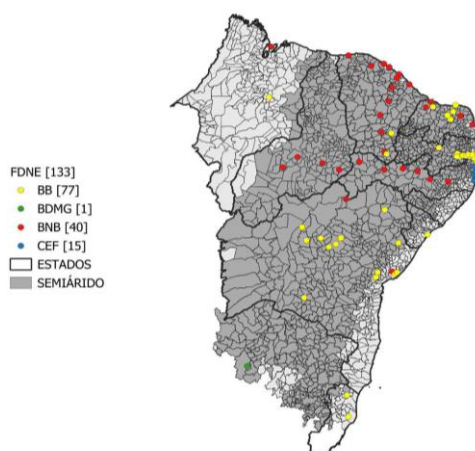 FDNE [133]
BB [77]
BDMG [1]
BNB [40]
CEF [15]
ESTADOS
SEMIÁRIDO